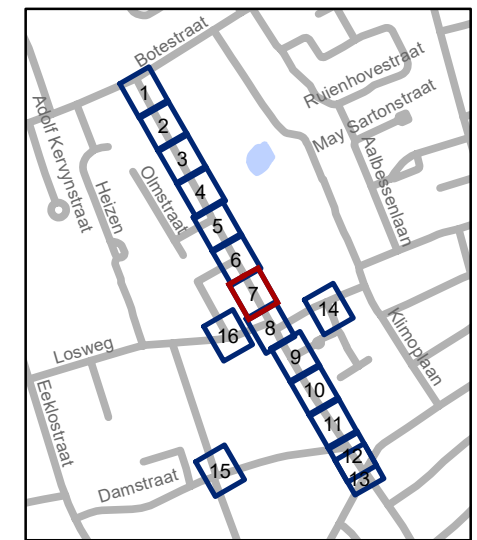 Botestraat
Ruienhovestraat
May Sartonstraat
Adolf Kervynstraat
Aalbessenlaan
Heizen
Olmstraat
1
2
3
4
5
6
7
8
14
16
Klimoplaan
Losweg
9
10
11
Eeklostraat
12
15
13
Damstraat